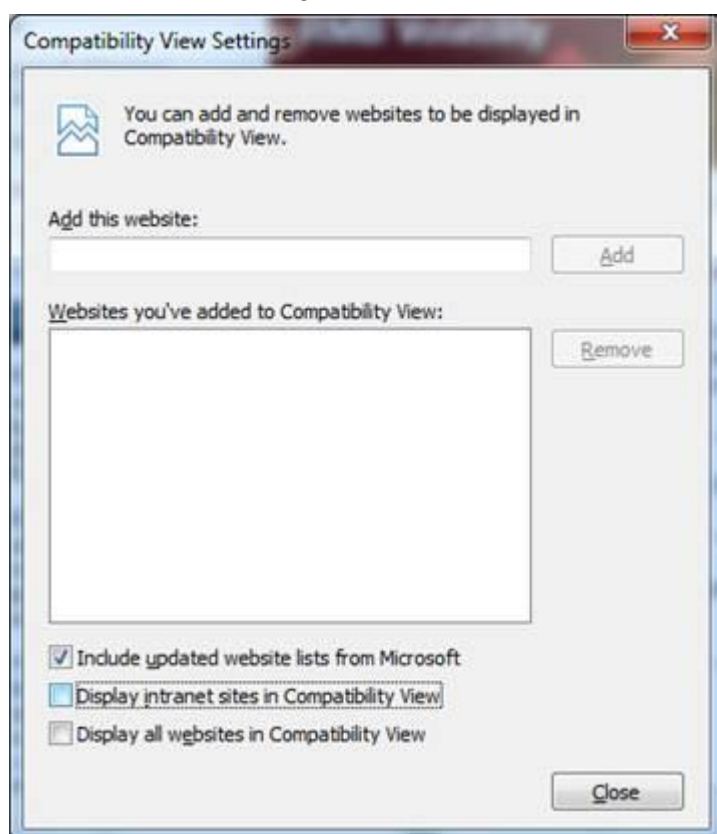 Compatibility View Settings
You can add and remove websites to be displayed in
Compatibility View.
Add this website:
Add
Websites you've added to Compatibility View:
Remove
Include updated website lists from Microsoft
Display intranet sites in Compatibility View
Display all websites in Compatibility View
Close